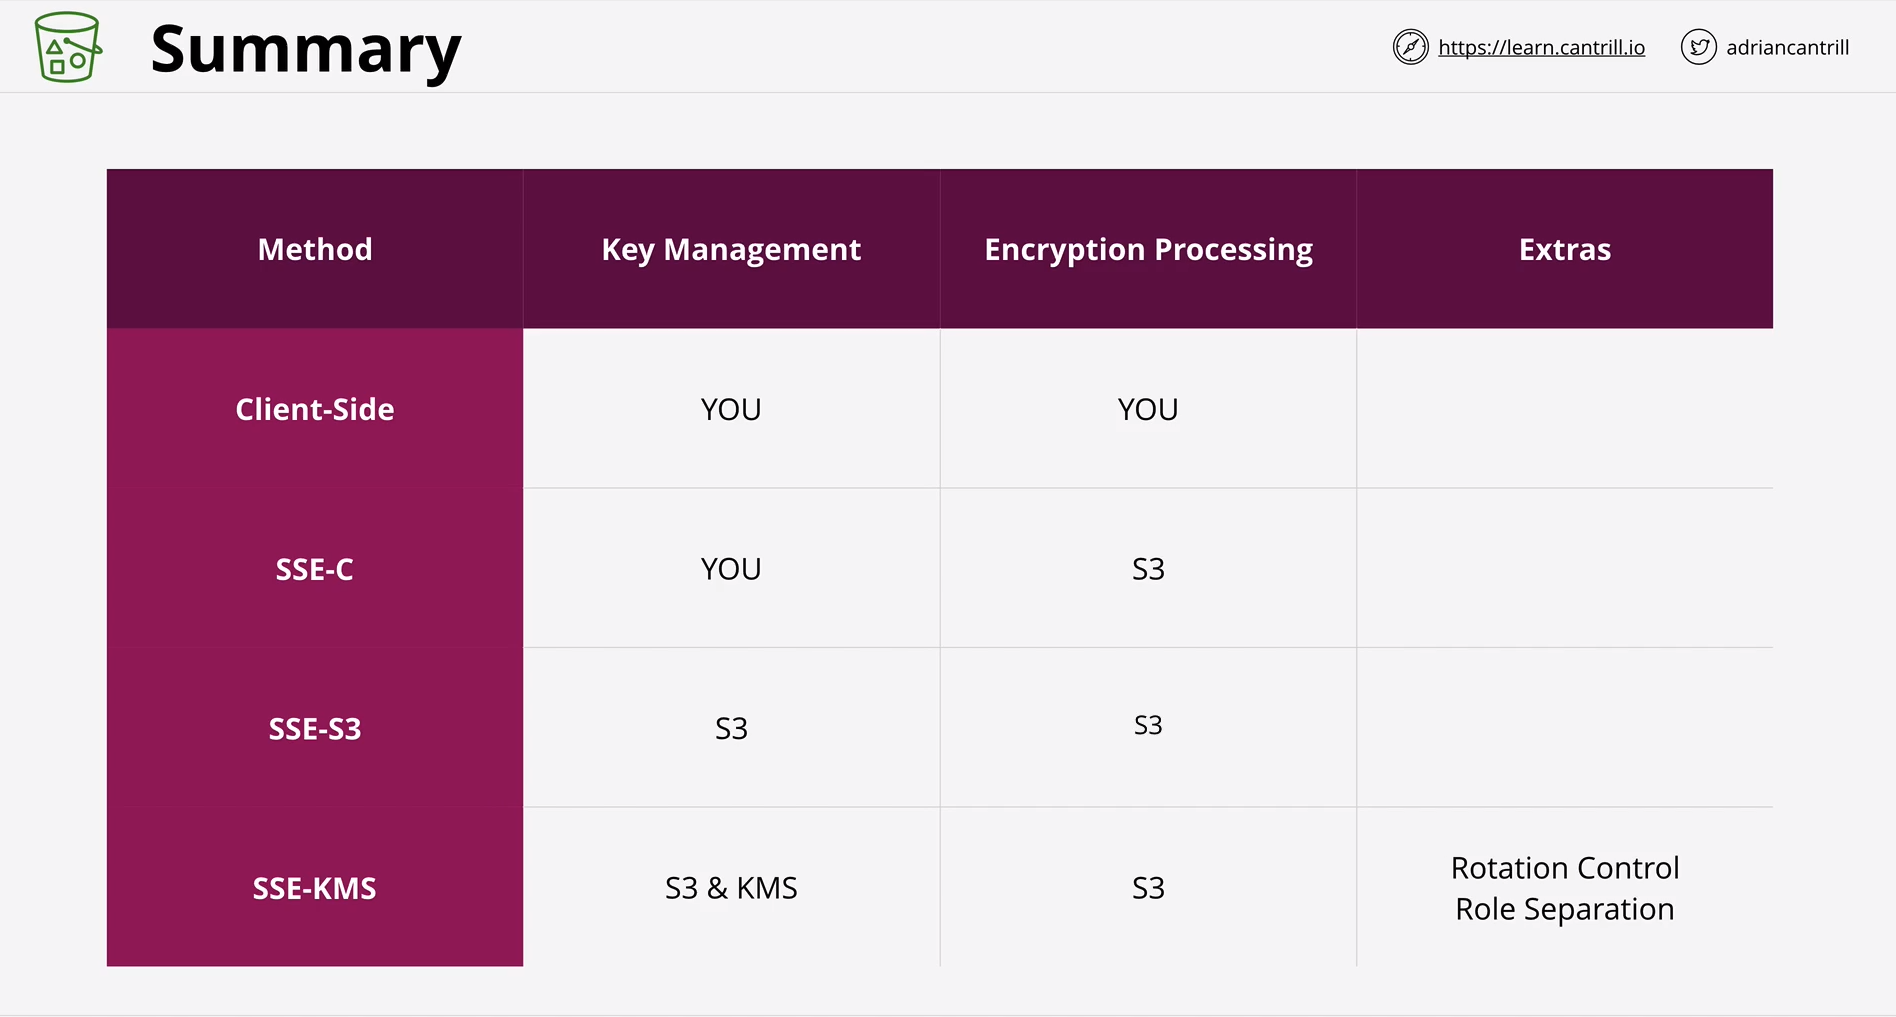 Summary
https://learn.cantrill.io
adriancantrill
Method
Key Management
Encryption Processing
Extras
Client-Side
YOU
YOU
SSE-C
YOU
S3
SSE-S3
S3
S3
SSE-KMS
S3 & KMS
S3
Rotation Control
Role Separation